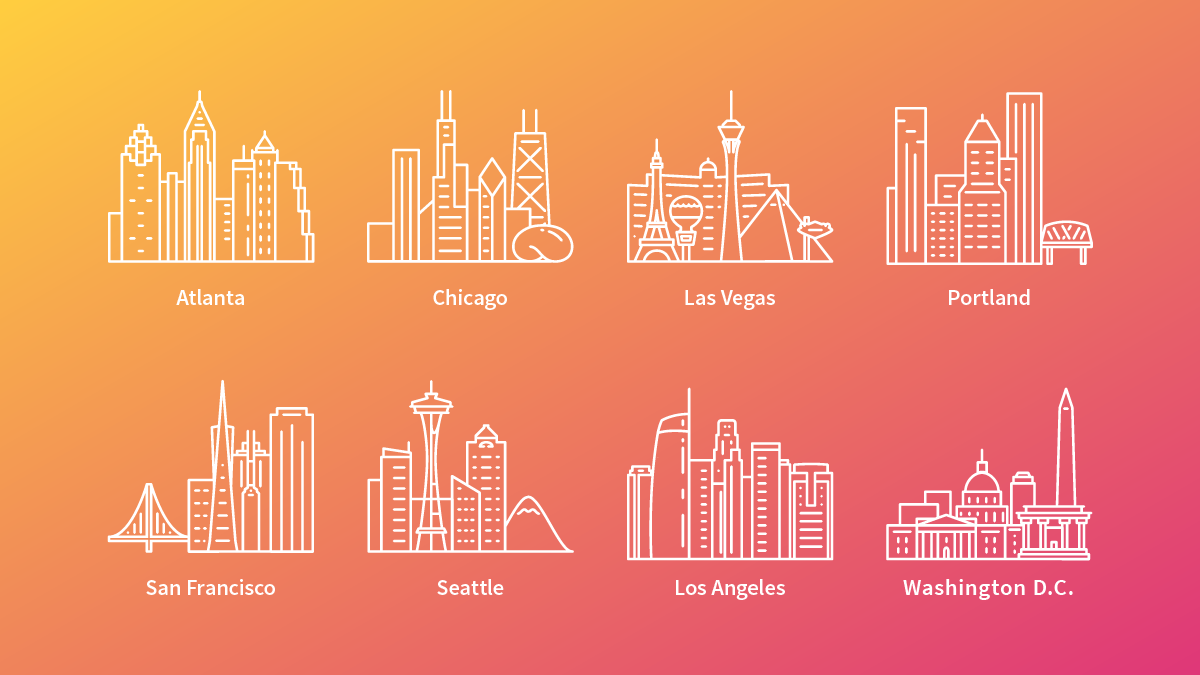 Atlanta
Chicago
Las Vegas
Portland
San Francisco
Seattle
Los Angeles
Washington D.C.